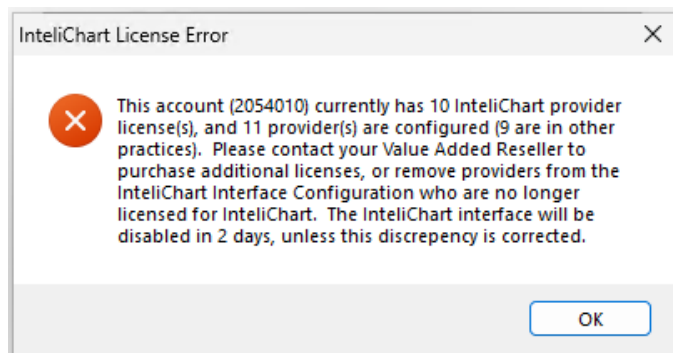 InteliChart License Error
This account (2054010) currently has 10 InteliChart provider
license(s), and 11 provider(s) are configured (9 are in other
practices).  Please contact your Value Added Reseller to
purchase additional licenses, or remove providers from the
InteliChart Interface Configuration who are no longer
licensed for InteliChart.  The InteliChart interface will be
disabled in 2 days, unless this discrepency is corrected.
OK